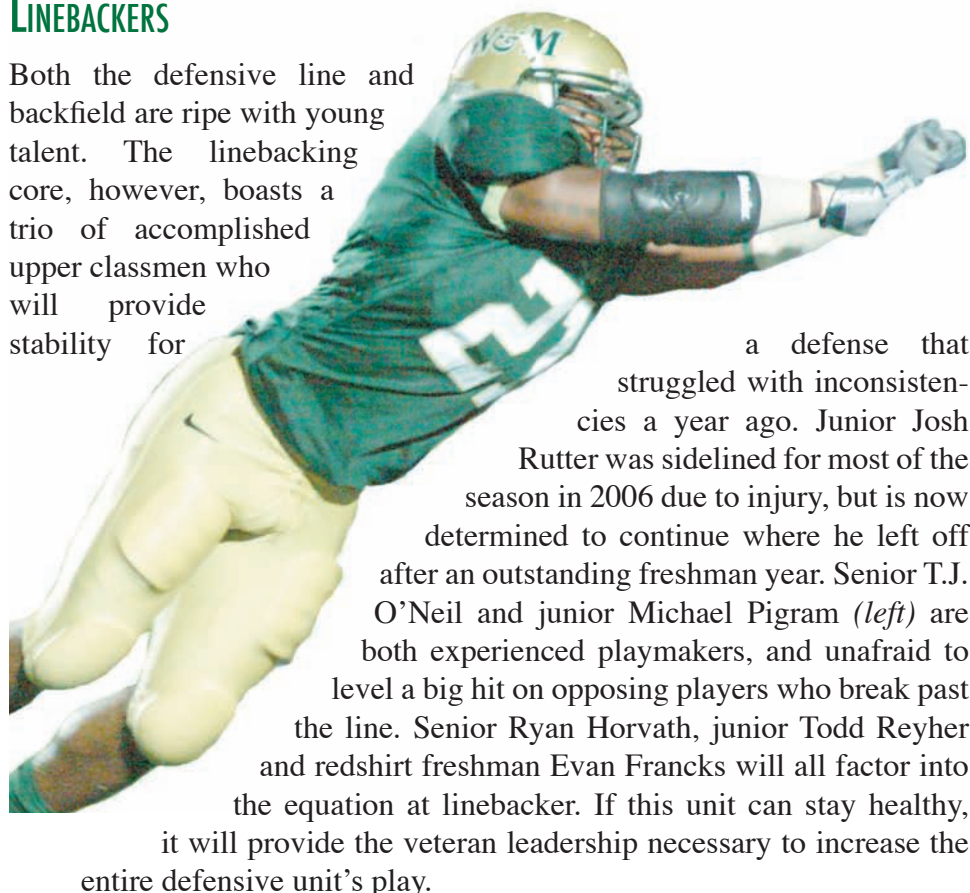 LINEBACKERS
Both the defensive line and
backfield are ripe with young
talent. The linebacking
core, however, boasts a
trio of accomplished
upper classmen who
will provide
stability for
a defense that
struggled with inconsisten-
cies a year ago. Junior Josh
Rutter was sidelined for most of the
season in 2006 due to injury, but is now
determined to continue where he left off
after an outstanding freshman year. Senior T.J.
O’Neil and junior Michael Pigram (left) are
both experienced playmakers, and unafraid to
level a big hit on opposing players who break past
the line. Senior Ryan Horvath, junior Todd Reyher
and redshirt freshman Evan Francks will all factor into
the equation at linebacker. If this unit can stay healthy,
it will provide the veteran leadership necessary to increase the
entire defensive unit’s play.
W&M